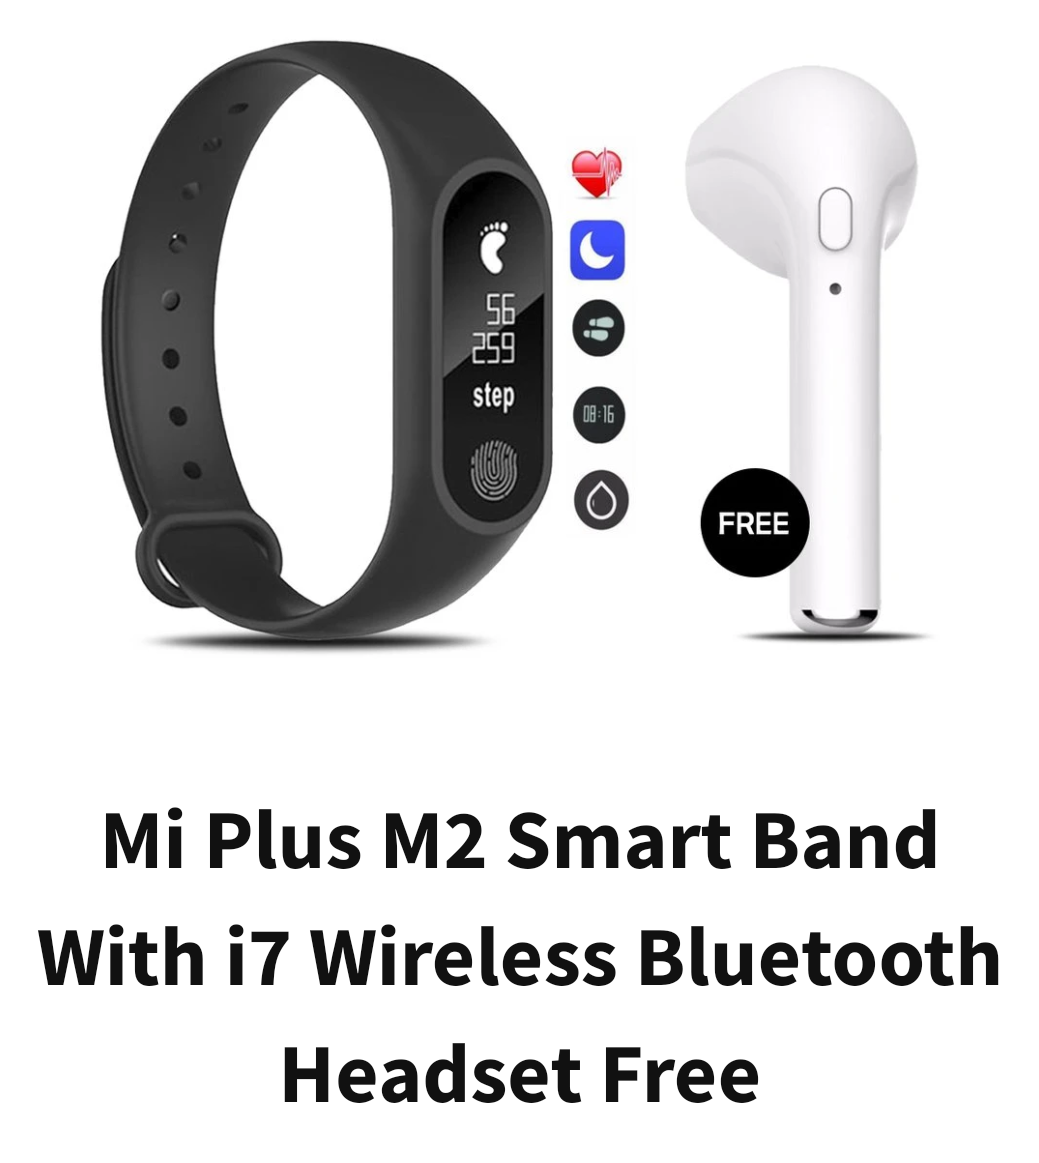 56
259
step
08:16
FREE
Mi Plus M2 Smart Band
With i7 Wireless Bluetooth
Headset Free